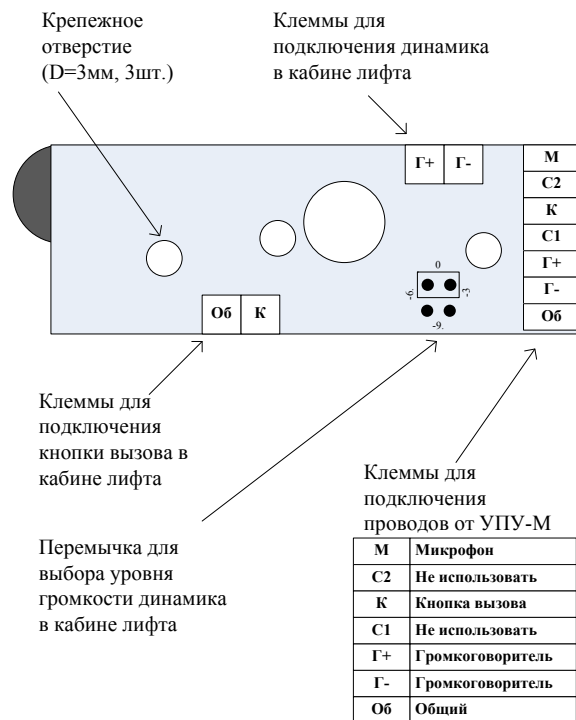 Крепежное
отверстие
(D=3мм, 3шт.)
Клеммы для
подключения динамика
в кабине лифта
Г+ Г-
М
С2
К
С1
Г+
Г-
Об
0
-6.
-3
-9.
Об К
Клеммы для
подключения
кнопки вызова в
кабине лифта
Перемычка для
выбора уровня
громкости динамика
в кабине лифта
Клеммы для
подключения
проводов от УПУ-М
М Микрофон
С2 Не использовать
К Кнопка вызова
С1 Не использовать
Г+ Громкоговоритель
Г- Громкоговоритель
Об Общий